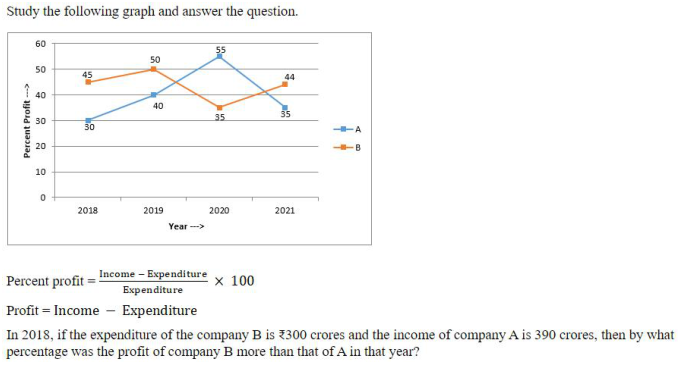 Study the following graph and answer the question.
60
50
40
30
20
10
0
Percent Profit --->
45
50
55
44
30
40
35
35
2018 2019 2020 2021
Year --->
A
B
Percent profit = Income − Expenditure / Expenditure × 100
Profit = Income − Expenditure
In 2018, if the expenditure of the company B is ₹300 crores and the income of company A is 390 crores, then by what
percentage was the profit of company B more than that of A in that year?